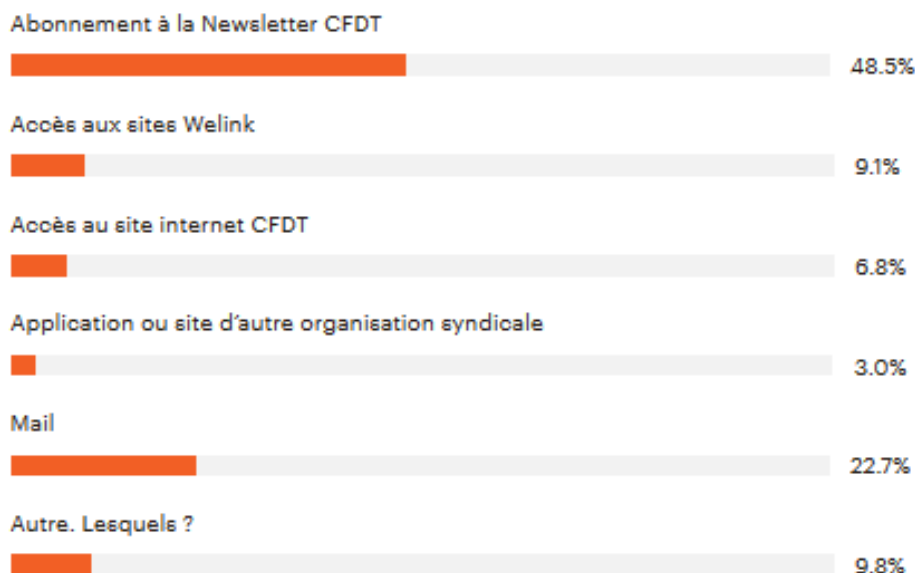 Abonnement à la Newsletter CFDT
48.5%
Accès aux sites Welink
9.1%
Accès au site internet CFDT
6.8%
Application ou site d'autre organisation syndicale
3.0%
Mail
22.7%
Autre. Lesquels ?
9.8%